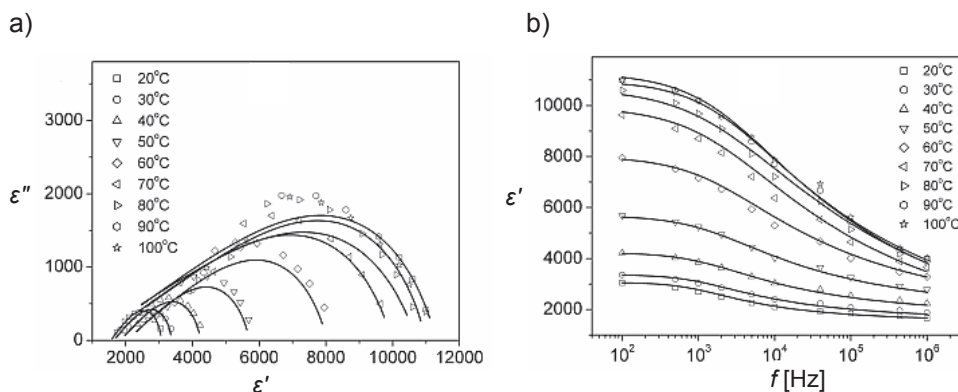 a)
ε″
3000
2000
1000
0
□ 20°C
○ 30°C
△ 40°C
▽ 50°C
◇ 60°C
◁ 70°C
▷ 80°C
○ 90°C
☆ 100°C
2000 4000 6000 8000 10000 12000
ε′
b)
ε′
10000
8000
6000
4000
2000
□ 20°C
○ 30°C
△ 40°C
▽ 50°C
◇ 60°C
◁ 70°C
▷ 80°C
○ 90°C
☆ 100°C
10² 10³ 10⁴ 10⁵ 10⁶
f [Hz]